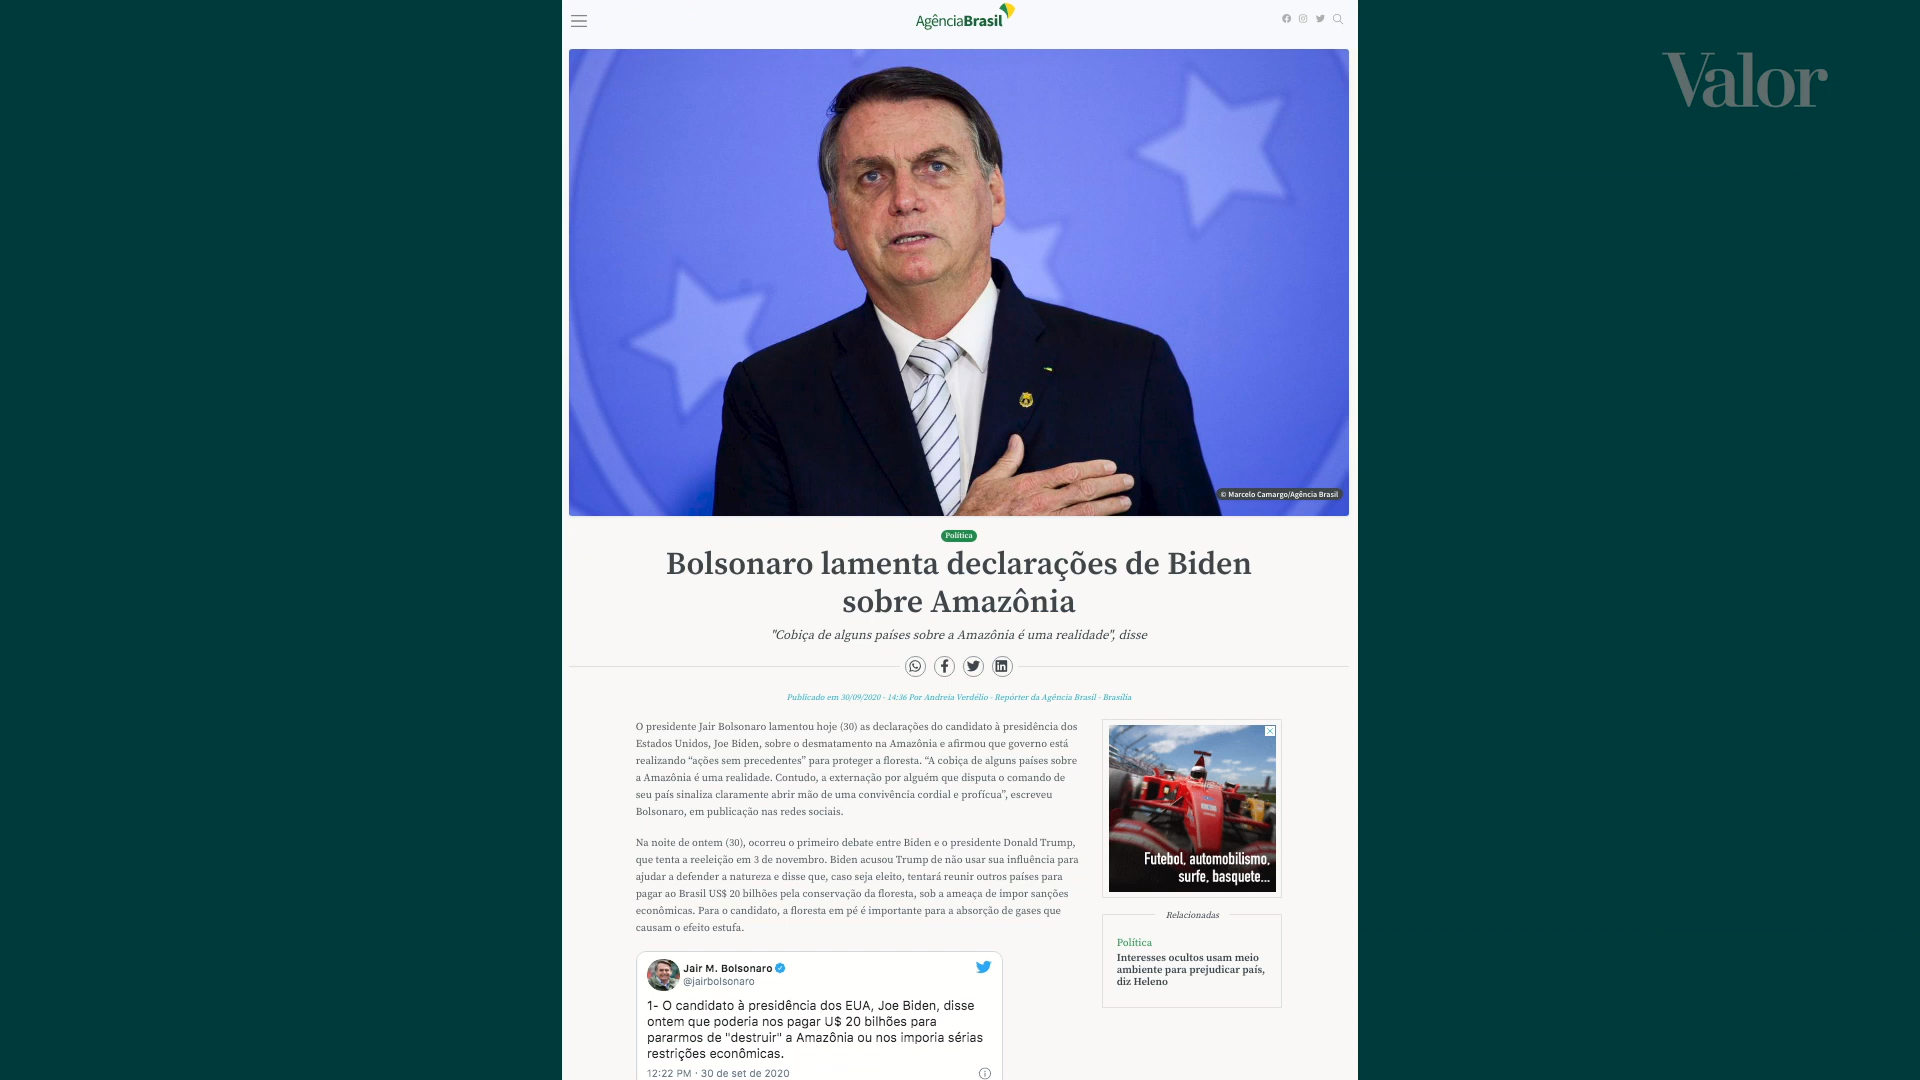 AgênciaBrasil
Valor
© Marcelo Camargo/Agência Brasil
Política
Bolsonaro lamenta declarações de Biden
sobre Amazônia
"Cobiça de alguns países sobre a Amazônia é uma realidade", disse
Publicado em 30/09/2020 - 14:36 Por Andreia Verdélio - Repórter da Agência Brasil - Brasília
O presidente Jair Bolsonaro lamentou hoje (30) as declarações do candidato à presidência dos
Estados Unidos, Joe Biden, sobre o desmatamento na Amazônia e afirmou que governo está
realizando “ações sem precedentes” para proteger a floresta. “A cobiça de alguns países sobre
a Amazônia é uma realidade. Contudo, a externação por alguém que disputa o comando de
seu país sinaliza claramente abrir mão de uma convivência cordial e profícua”, escreveu
Bolsonaro, em publicação nas redes sociais.
Na noite de ontem (30), ocorreu o primeiro debate entre Biden e o presidente Donald Trump,
que tenta a reeleição em 3 de novembro. Biden acusou Trump de não usar sua influência para
ajudar a defender a natureza e disse que, caso seja eleito, tentará reunir outros países para
pagar ao Brasil US$ 20 bilhões pela conservação da floresta, sob a ameaça de impor sanções
econômicas. Para o candidato, a floresta em pé é importante para a absorção de gases que
causam o efeito estufa.
Jair M. Bolsonaro
@jairbolsonaro
1- O candidato à presidência dos EUA, Joe Biden, disse
ontem que poderia nos pagar U$ 20 bilhões para
pararmos de "destruir" a Amazônia ou nos imporia sérias
restrições econômicas.
12:22 PM · 30 de set de 2020
Futebol, automobilismo,
surfe, basquete...
Relacionadas
Política
Interesses ocultos usam meio
ambiente para prejudicar país,
diz Heleno